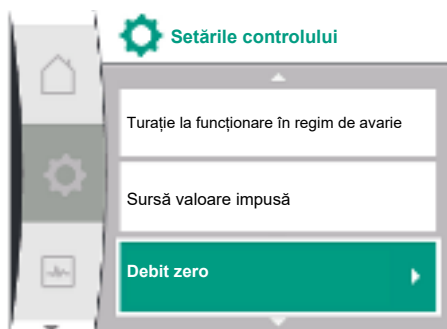 Setările controlului
Turație la funcționare în regim de avarie
Sursă valoare impusă
Debit zero